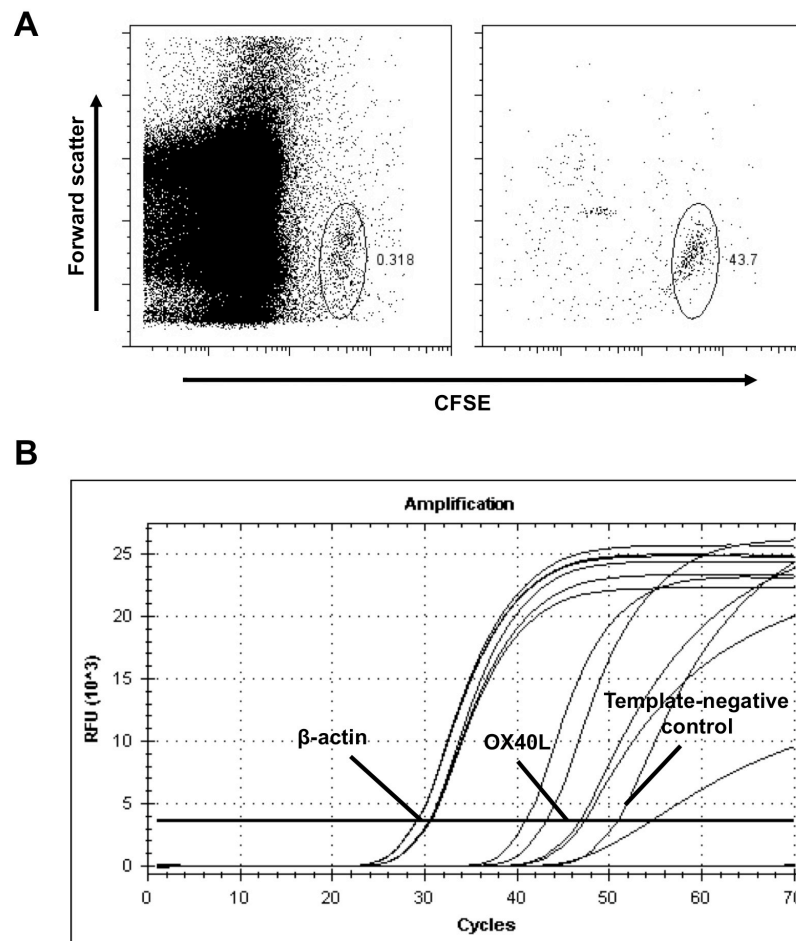 A
Forward scatter
0.318
43.7
CFSE
B
Amplification
RFU (10^3)
25
20
15
10
5
0
β-actin
OX40L
Template-negative
control
0 10 20 30 40 50 60 70
Cycles